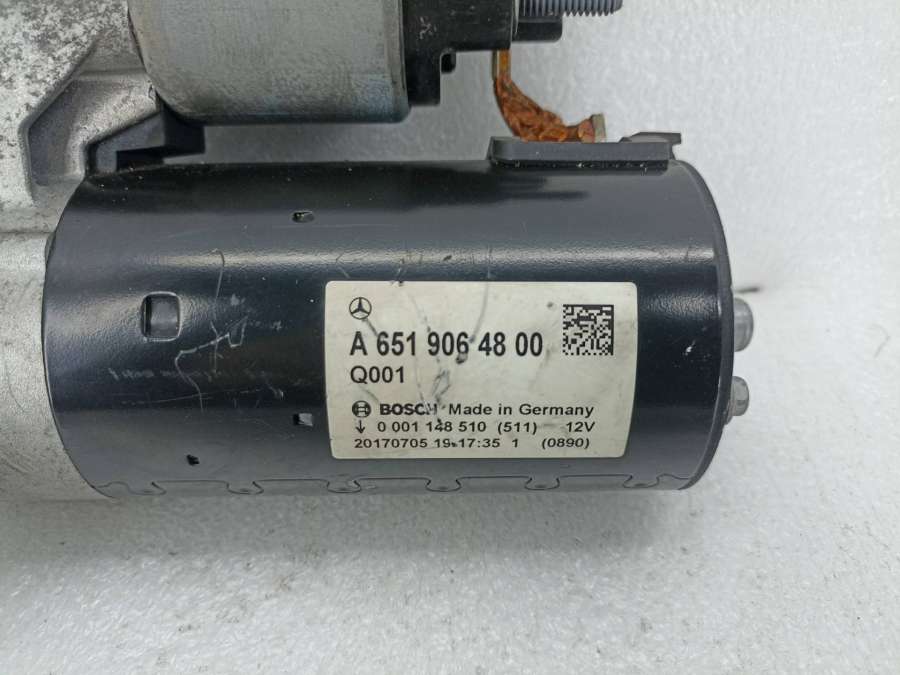 A 651 906 48 00
Q001
BOSCH Made in Germany
↓ 0 001 148 510 (511) 12V
20170705 19:17:35 1 (0890)